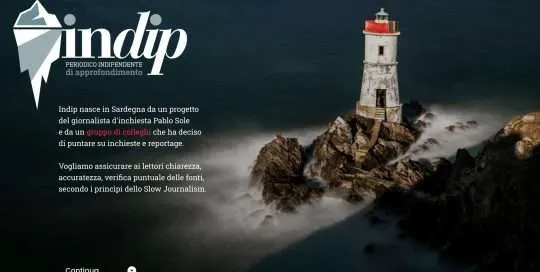 indip
PERIODICO INDIPENDENTE
di approfondimento
Indip nasce in Sardegna da un progetto
del giornalista d'inchiesta Pablo Sole
e da un gruppo di colleghi che ha deciso
di puntare su inchieste e reportage.
Vogliamo assicurare ai lettori chiarezza,
accuratezza, verifica puntuale delle fonti,
secondo i principi dello Slow Journalism.
Continua